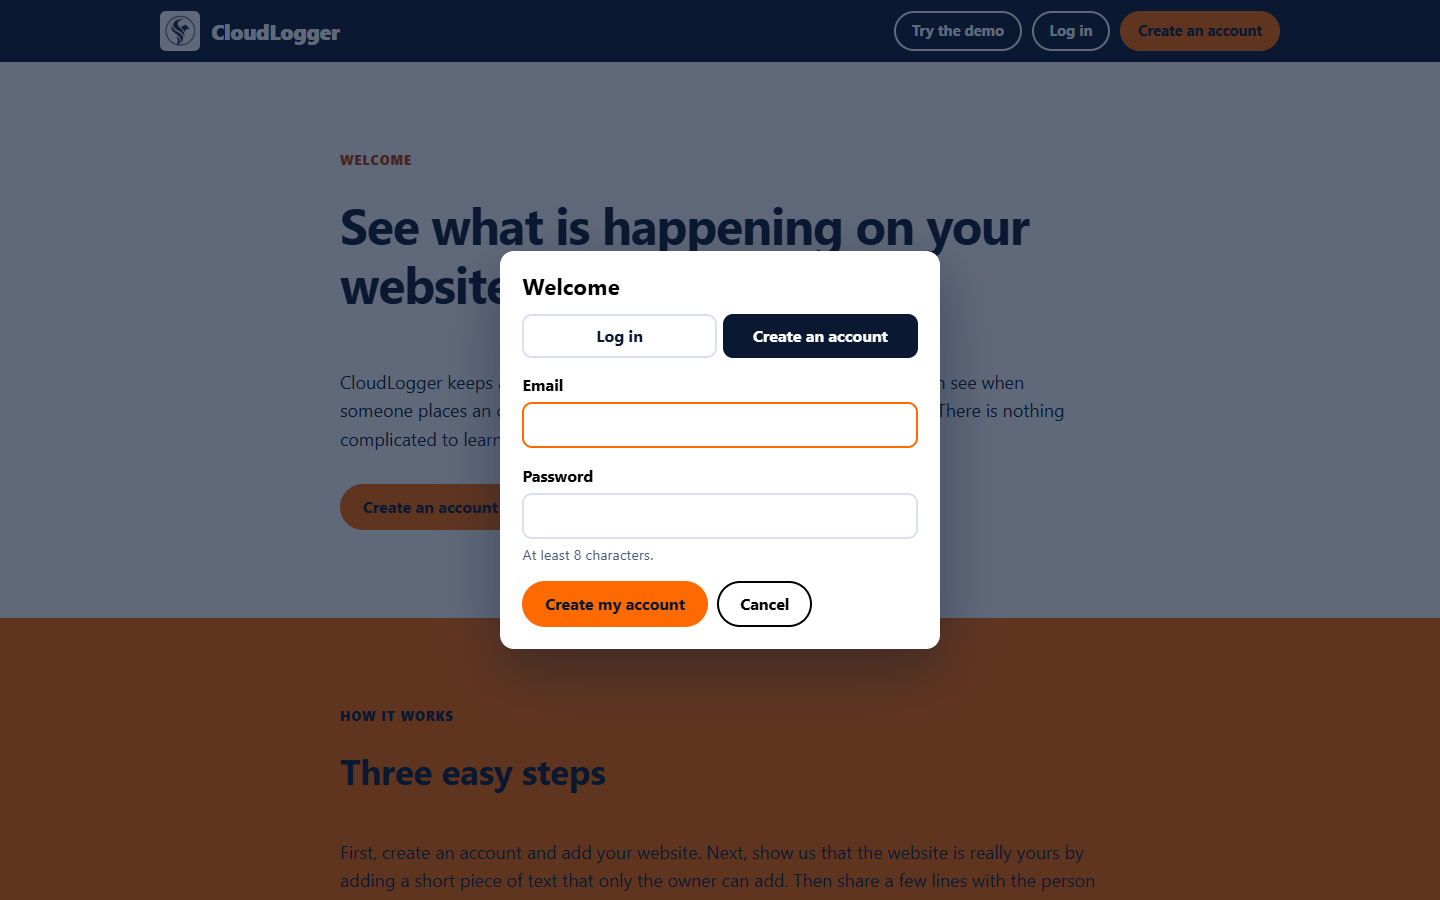 CloudLogger
Try the demo
Log in
Create an account
WELCOME
See what is happening on your
website
CloudLogger keeps
see when
someone places an
There is nothing
complicated to learn
Create an account
Welcome
Log in
Create an account
Email
Password
At least 8 characters.
Create my account
Cancel
HOW IT WORKS
Three easy steps
First, create an account and add your website. Next, show us that the website is really yours by
adding a short piece of text that only the owner can add. Then share a few lines with the person